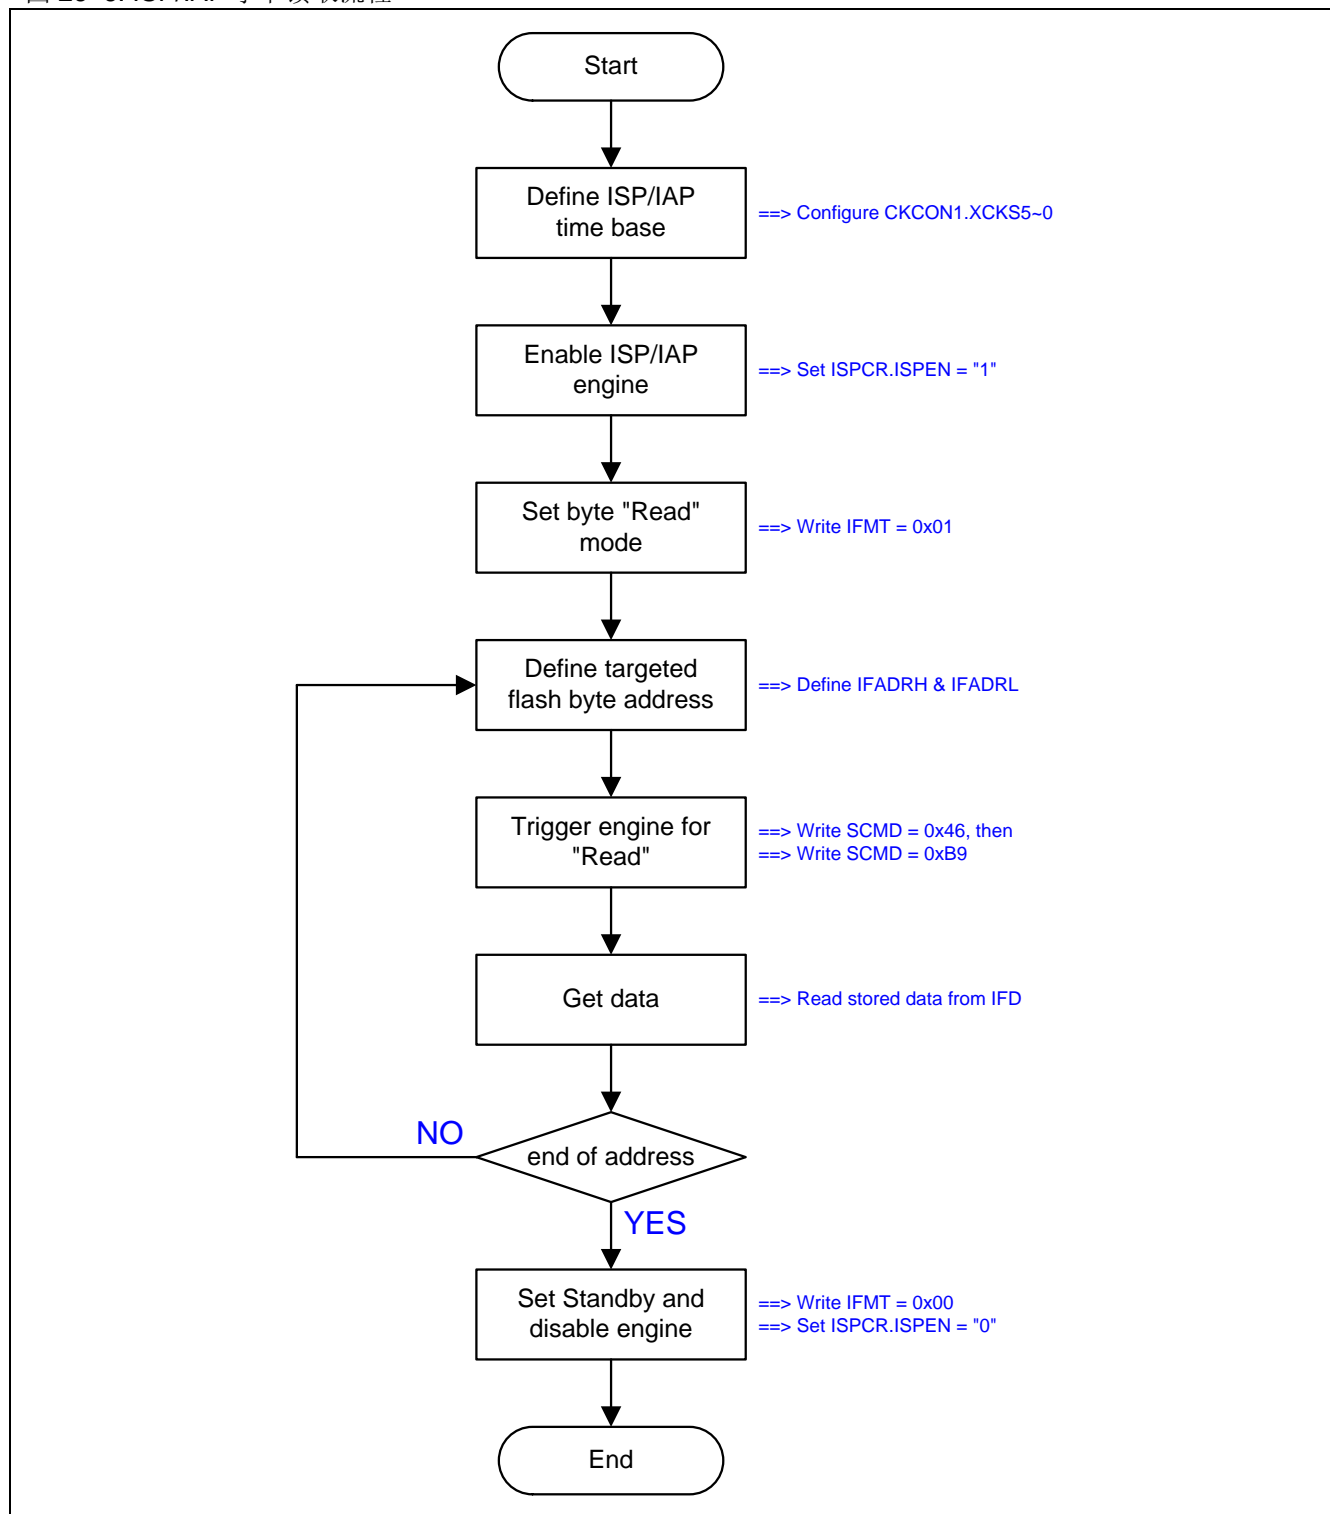 Start
Define ISP/IAP
time base
==> Configure CKCON1.XCKS5~0
Enable ISP/IAP
engine
==> Set ISPCR.ISPEN = "1"
Set byte "Read"
mode
==> Write IFMT = 0x01
Define targeted
flash byte address
==> Define IFADRH & IFADRL
Trigger engine for
"Read"
==> Write SCMD = 0x46, then
==> Write SCMD = 0xB9
Get data
==> Read stored data from IFD
NO
end of address
YES
Set Standby and
disable engine
==> Write IFMT = 0x00
==> Set ISPCR.ISPEN = "0"
End